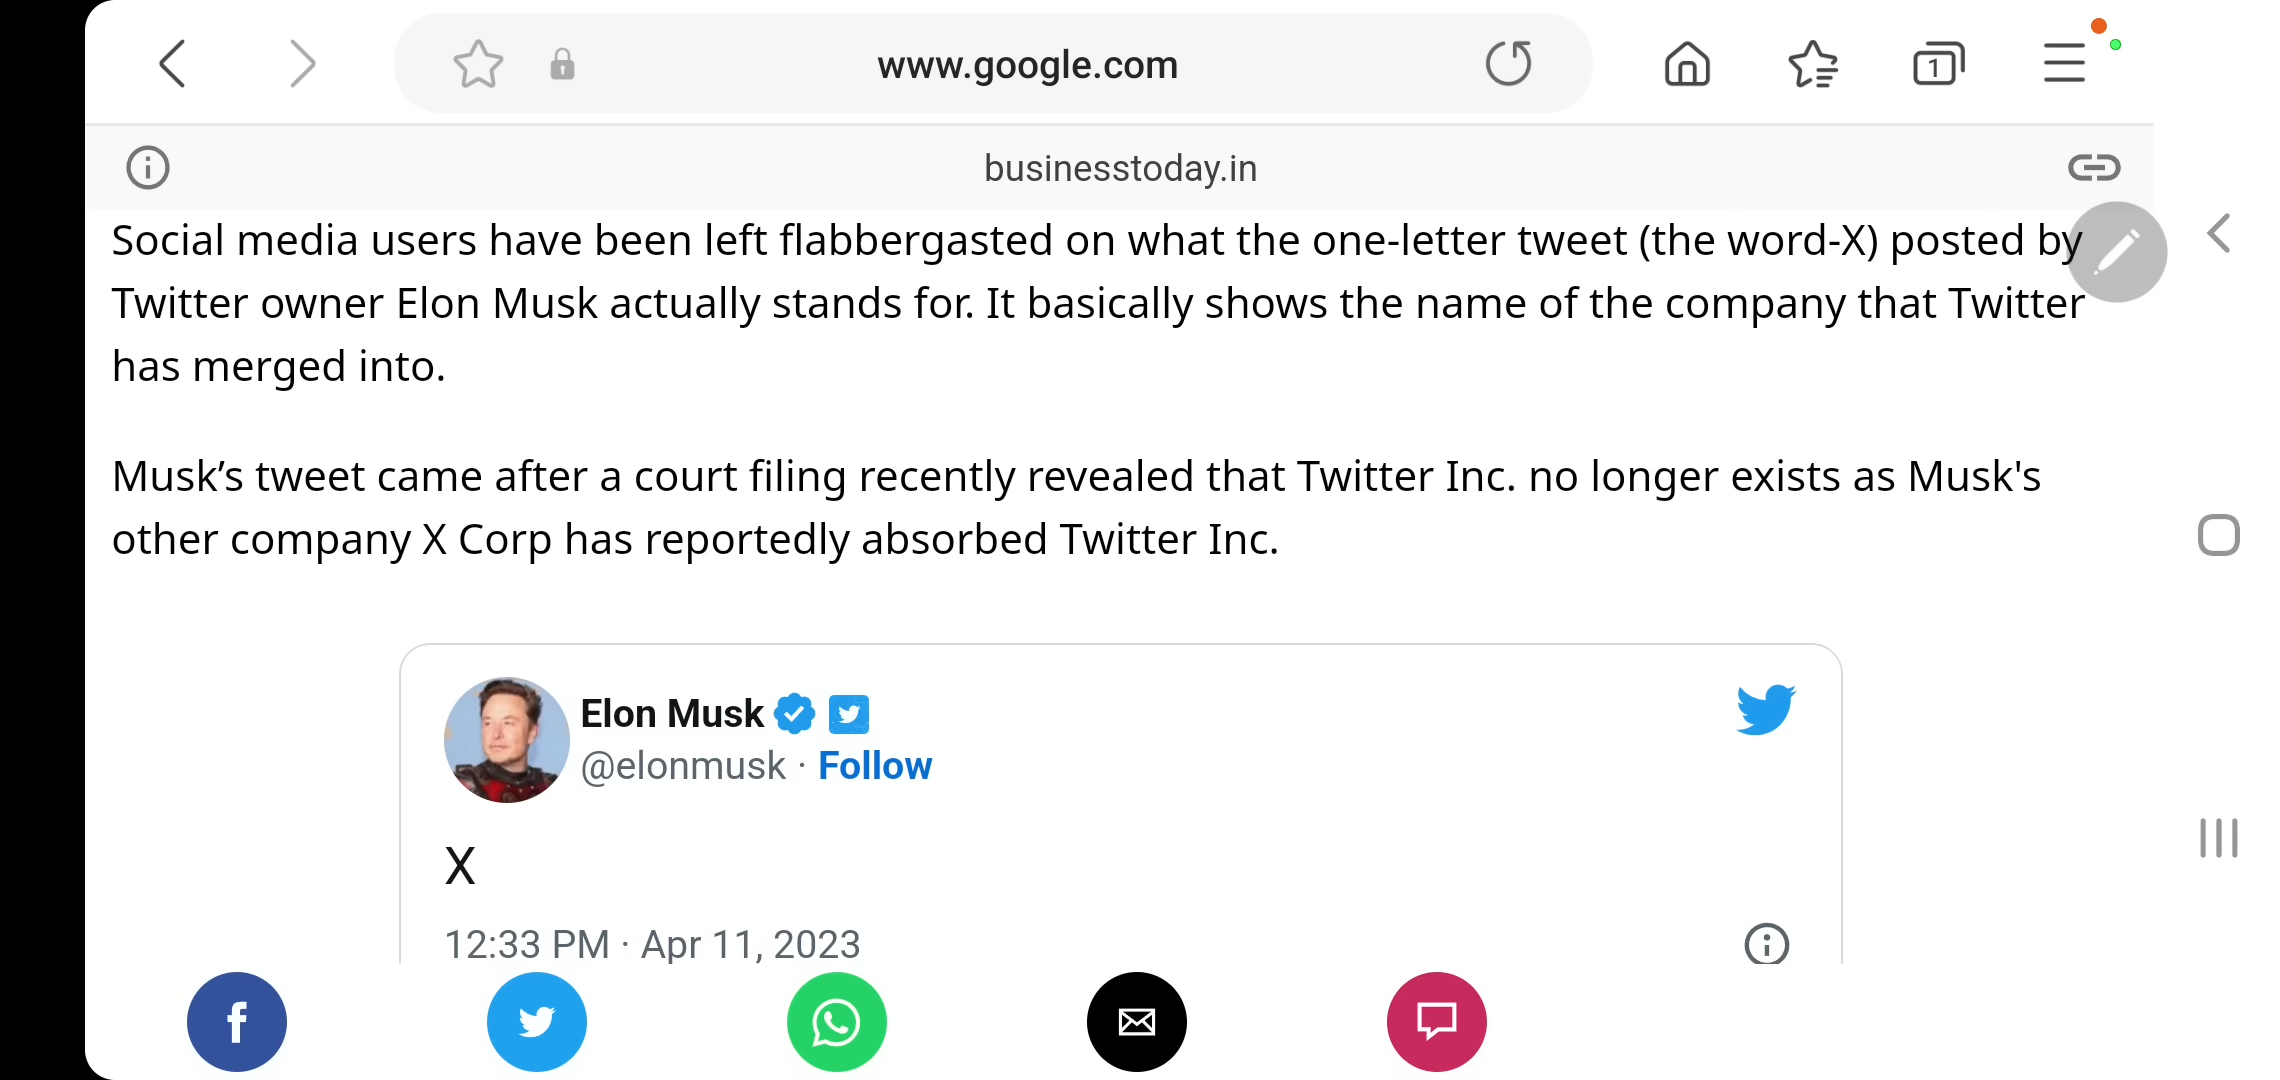 www.google.com
1
businesstoday.in
Social media users have been left flabbergasted on what the one-letter tweet (the word-X) posted by
Twitter owner Elon Musk actually stands for. It basically shows the name of the company that Twitter
has merged into.
Musk’s tweet came after a court filing recently revealed that Twitter Inc. no longer exists as Musk's
other company X Corp has reportedly absorbed Twitter Inc.
Elon Musk
@elonmusk · Follow
X
12:33 PM · Apr 11, 2023